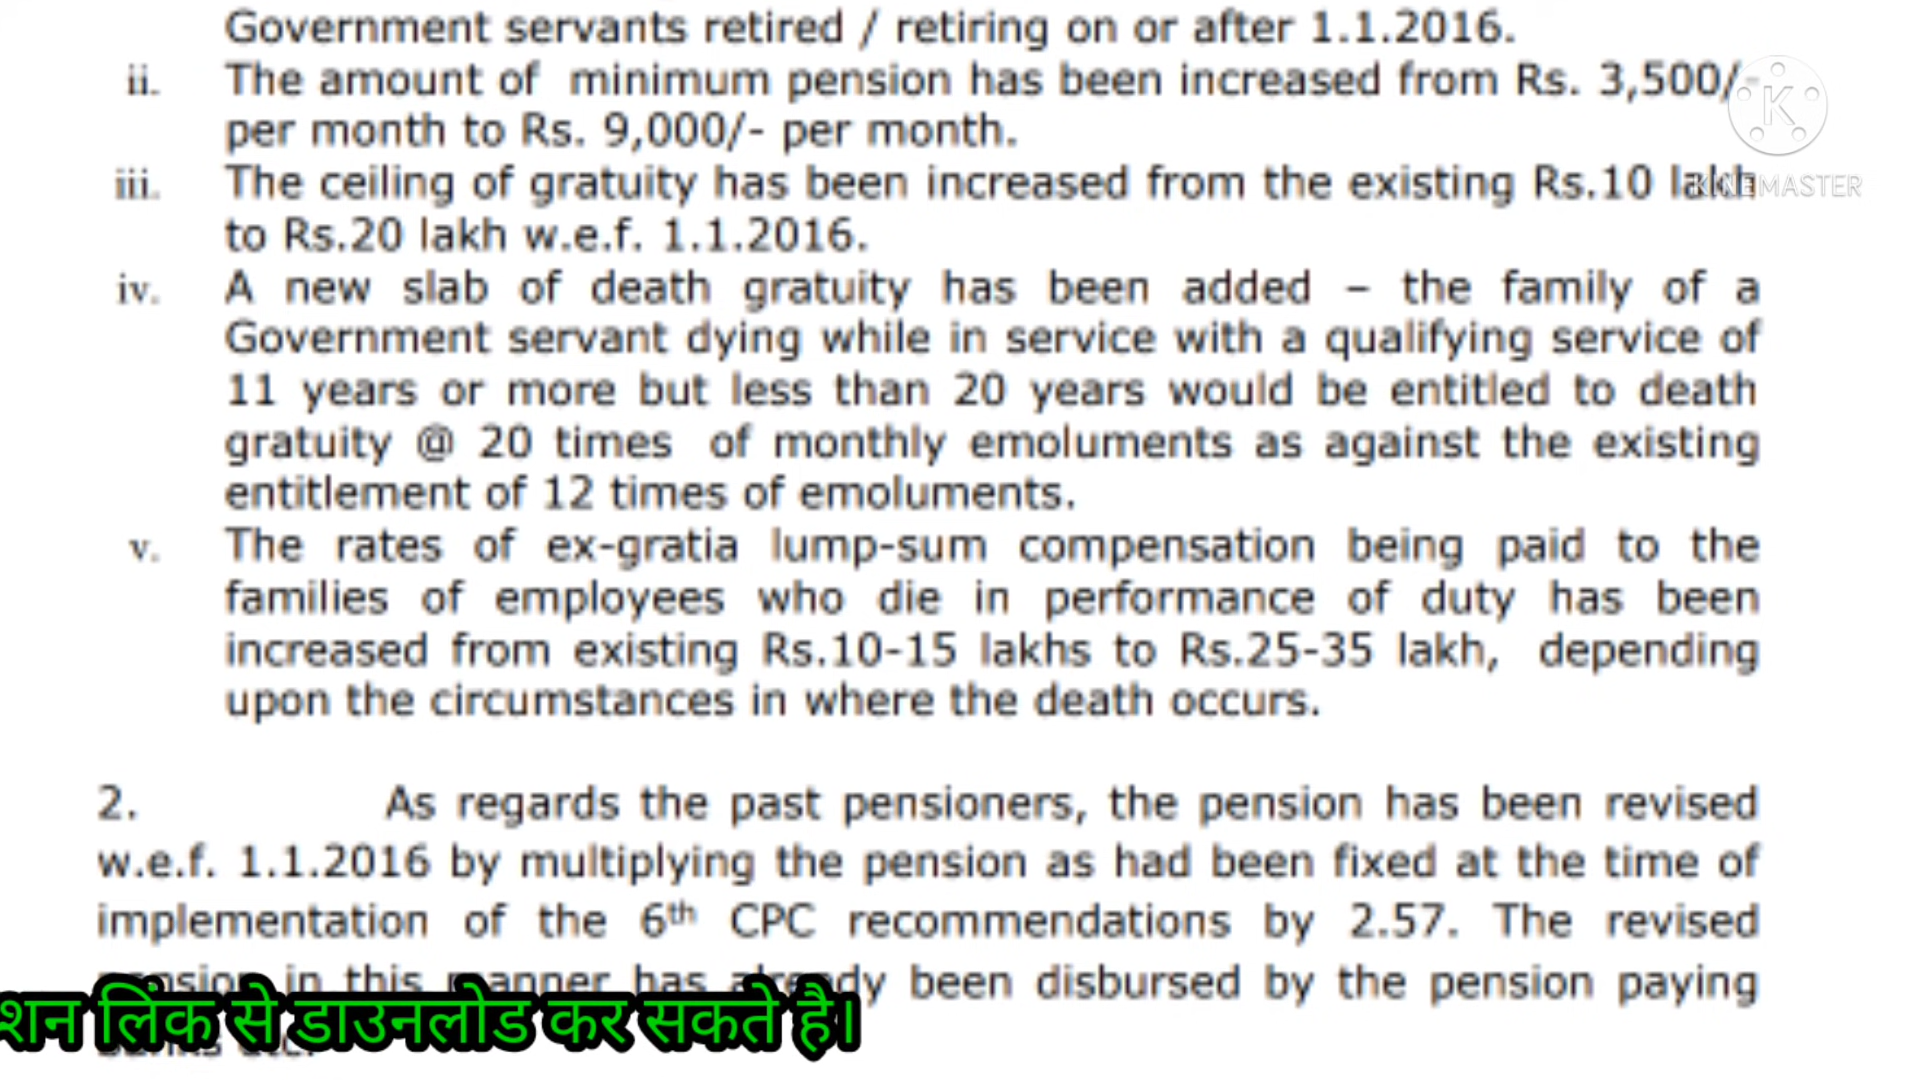 Government servants retired / retiring on or after 1.1.2016.
ii. The amount of minimum pension has been increased from Rs. 3,500/-
per month to Rs. 9,000/- per month.
iii. The ceiling of gratuity has been increased from the existing Rs.10 lakh
to Rs.20 lakh w.e.f. 1.1.2016.
iv. A new slab of death gratuity has been added – the family of a
Government servant dying while in service with a qualifying service of
11 years or more but less than 20 years would be entitled to death
gratuity @ 20 times of monthly emoluments as against the existing
entitlement of 12 times of emoluments.
v. The rates of ex-gratia lump-sum compensation being paid to the
families of employees who die in performance of duty has been
increased from existing Rs.10-15 lakhs to Rs.25-35 lakh, depending
upon the circumstances in where the death occurs.
2. As regards the past pensioners, the pension has been revised
w.e.f. 1.1.2016 by multiplying the pension as had been fixed at the time of
implementation of the 6th CPC recommendations by 2.57. The revised
pension in this manner has already been disbursed by the pension paying
शन लिंक से डाउनलोड कर सकते है।
K
KINEMASTER